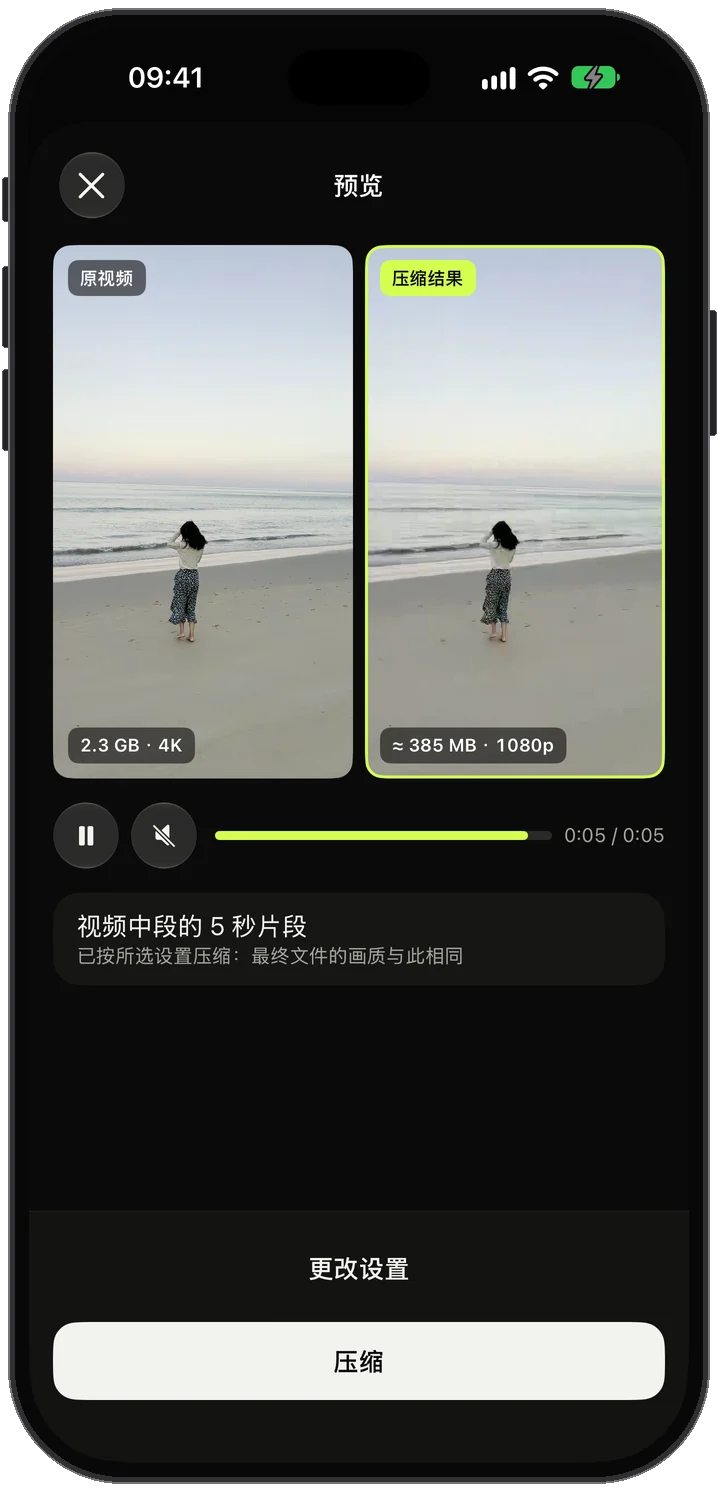 09:41
预览
原视频
压缩结果
2.3 GB · 4K
≈ 385 MB · 1080p
0:05 / 0:05
视频中段的 5 秒片段
已按所选设置压缩：最终文件的画质与此相同
更改设置
压缩